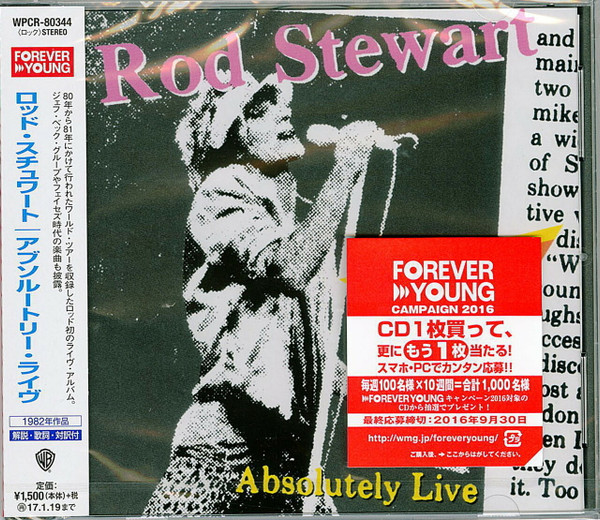 WPCR-80344
〈ロック〉STEREO
FOREVER
YOUNG
ロッド・スチュワート｜アブソルートリー・ライヴ
80年から81年にかけて行われたワールド・ツアーを収録したロッド初のライヴ・アルバム。
ジェフ・ベック・グループやフェイセズ時代の楽曲も披露。
1982年作品
解説・歌詞・対訳付
WB
定価:
¥1,500(本体)+税
17.1.19まで
Rod Stewart
and
mai
two
mike
a wi
of S
show
tive
dis
"W
oun
ughs
cces
disc
ost a
don
en I
they do
it. Too
FOREVER
YOUNG
CAMPAIGN 2016
CD1枚買って、
更にもう1枚当たる!
スマホ・PCでカンタン応募!!
毎週100名様×10週間=合計1,000名様
FOREVER YOUNG キャンペーン2016対象の
CDから抽選でプレゼント!
最終応募締切:2016年9月30日
http://wmg.jp/foreveryoung/
ご購入後、→ここからはがしてください。
Absolutely Live